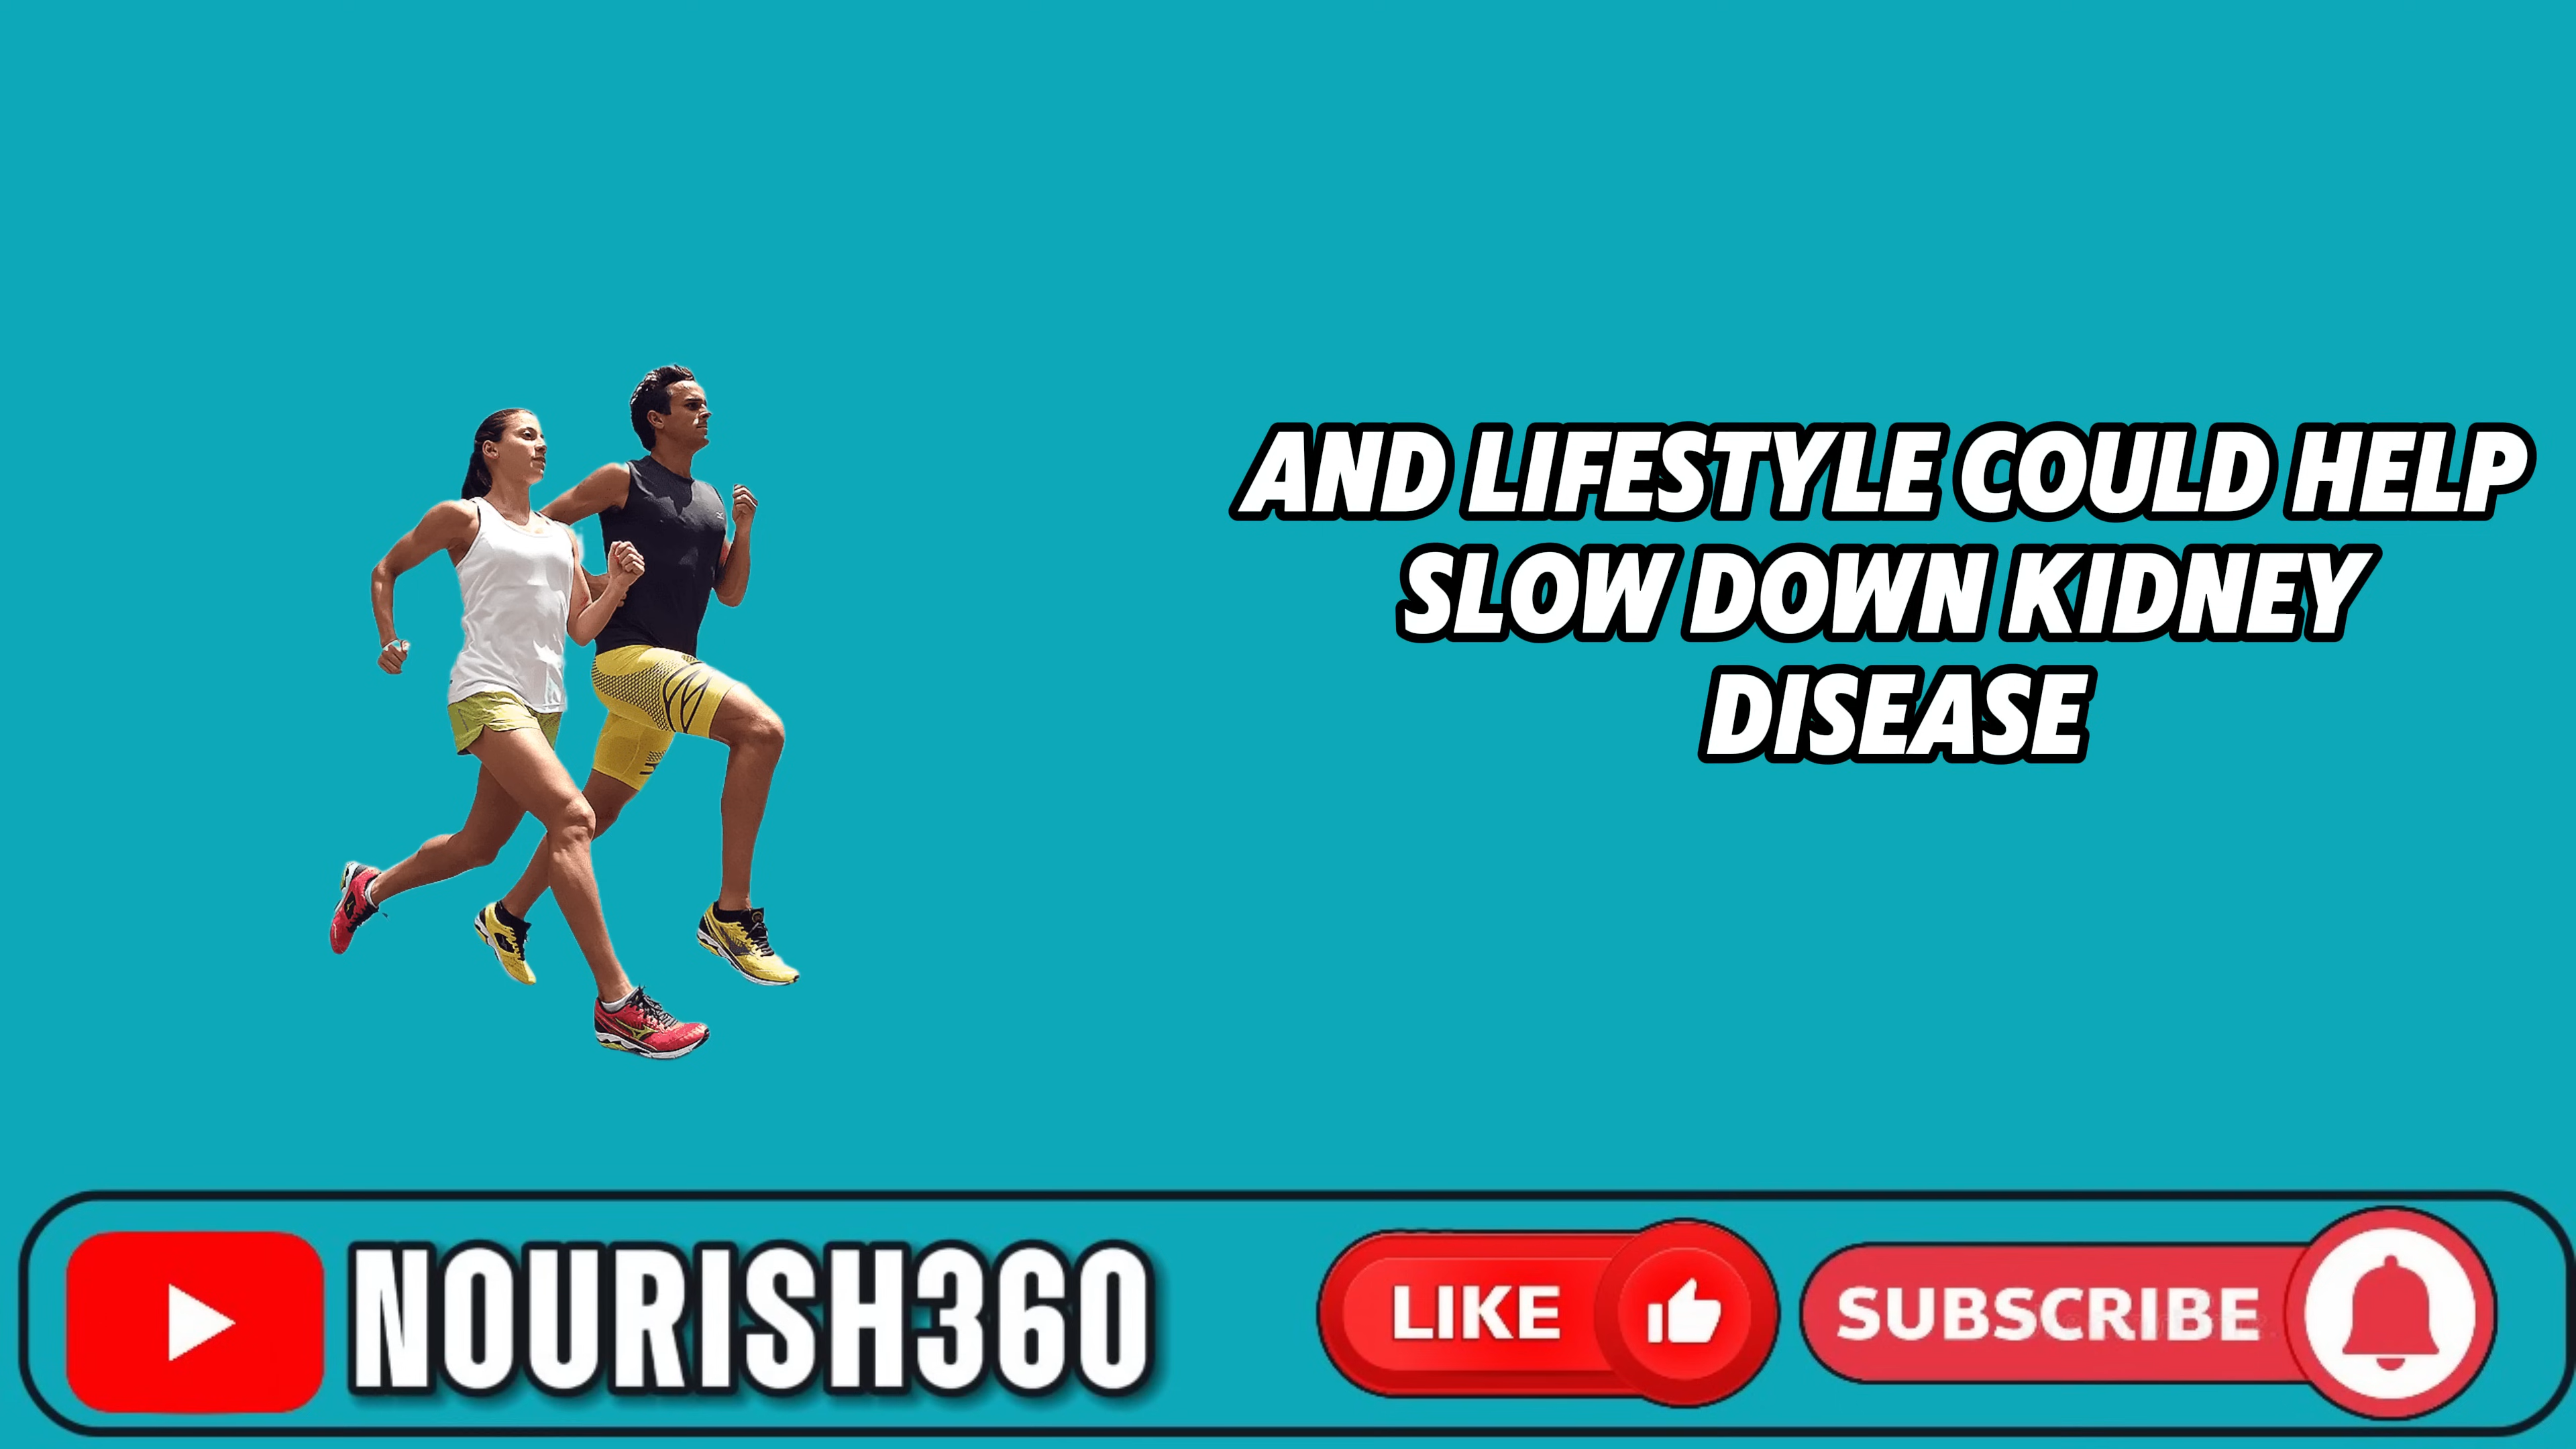 AND LIFESTYLE COULD HELP
SLOW DOWN KIDNEY
DISEASE
NOURISH360
LIKE
SUBSCRIBE